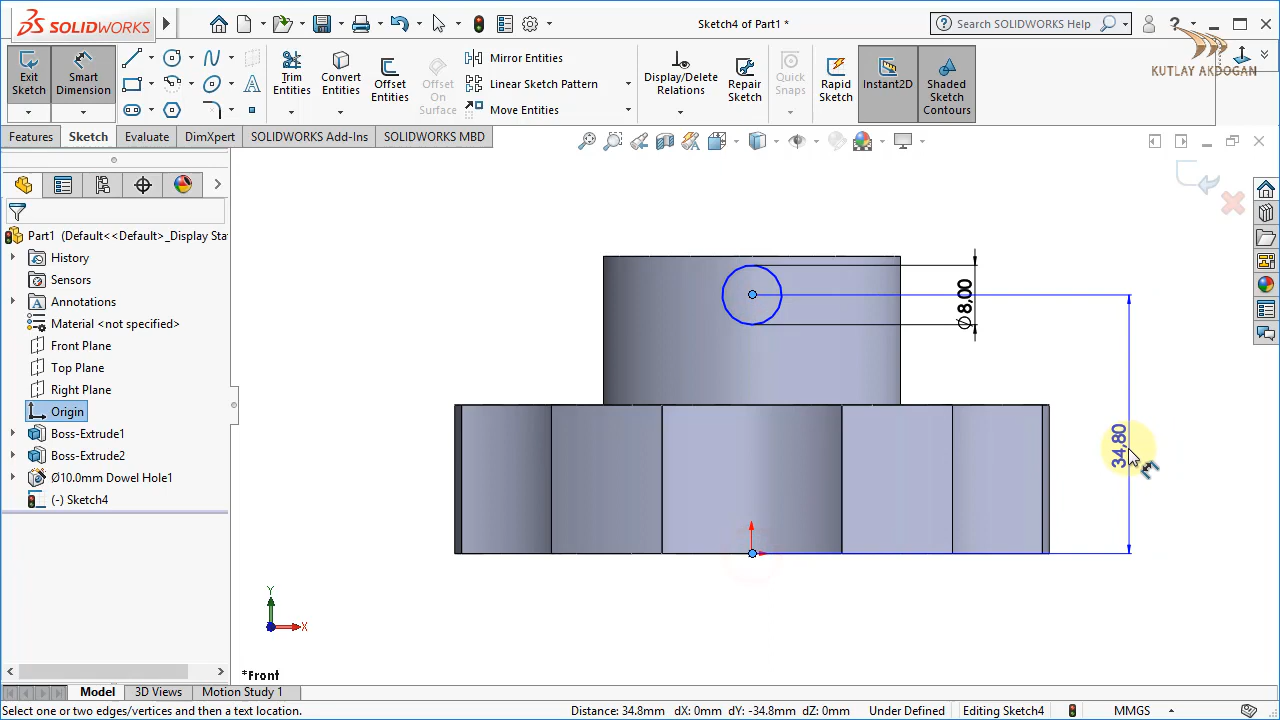 SOLIDWORKS
Sketch4 of Part1 *
Search SOLIDWORKS Help
KUTLAY AKDOGAN
Exit Sketch
Smart Dimension
Trim Entities
Convert Entities
Offset Entities
Offset On Surface
Mirror Entities
Linear Sketch Pattern
Move Entities
Display/Delete Relations
Repair Sketch
Quick Snaps
Rapid Sketch
Instant2D
Shaded Sketch Contours
Features
Sketch
Evaluate
DimXpert
SOLIDWORKS Add-Ins
SOLIDWORKS MBD
Part1 (Default<<Default>_Display Sta
History
Sensors
Annotations
Material <not specified>
Front Plane
Top Plane
Right Plane
Origin
Boss-Extrude1
Boss-Extrude2
Ø10.0mm Dowel Hole1
(-) Sketch4
∅8,00
34,80
Y
X
*Front
Model
3D Views
Motion Study 1
Select one or two edges/vertices and then a text location.
Distance: 34.8mm dX: 0mm dY: -34.8mm dZ: 0mm
Under Defined
Editing Sketch4
MMGS